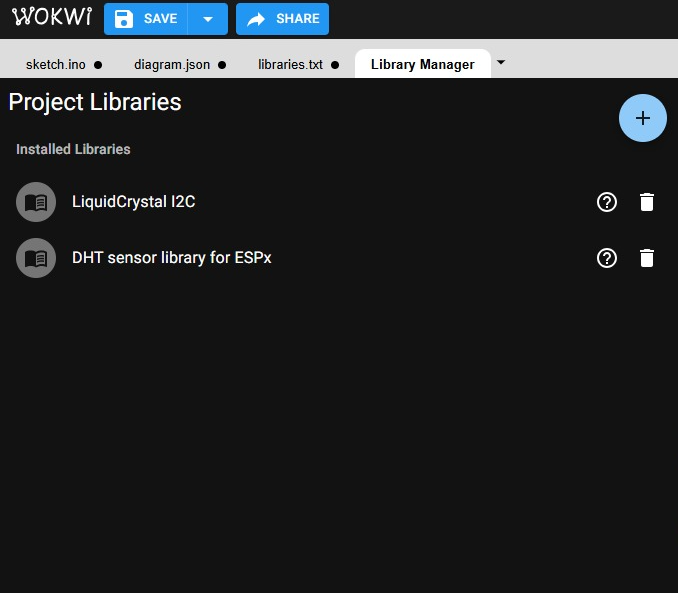 WOKWI SAVE SHARE
sketch.ino diagram.json libraries.txt Library Manager
Project Libraries
Installed Libraries
LiquidCrystal I2C
DHT sensor library for ESPx